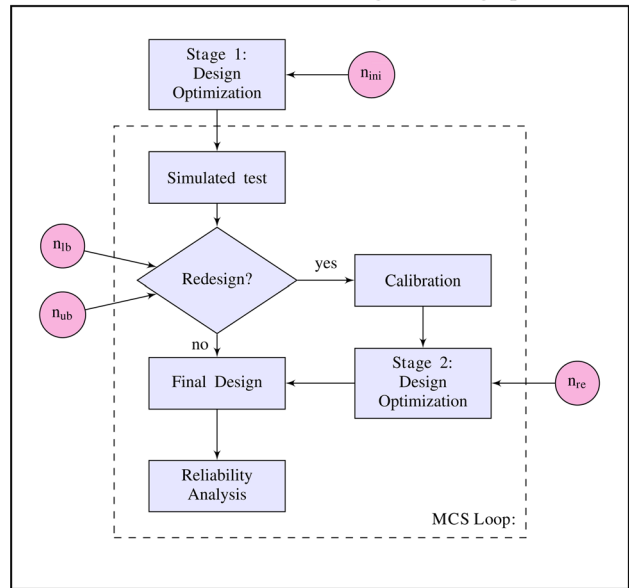 Stage 1:
Design
Optimization
n_ini
Simulated test
n_lb
Redesign?
yes
Calibration
n_ub
no
Final Design
Stage 2:
Design
Optimization
n_re
Reliability
Analysis
MCS Loop: